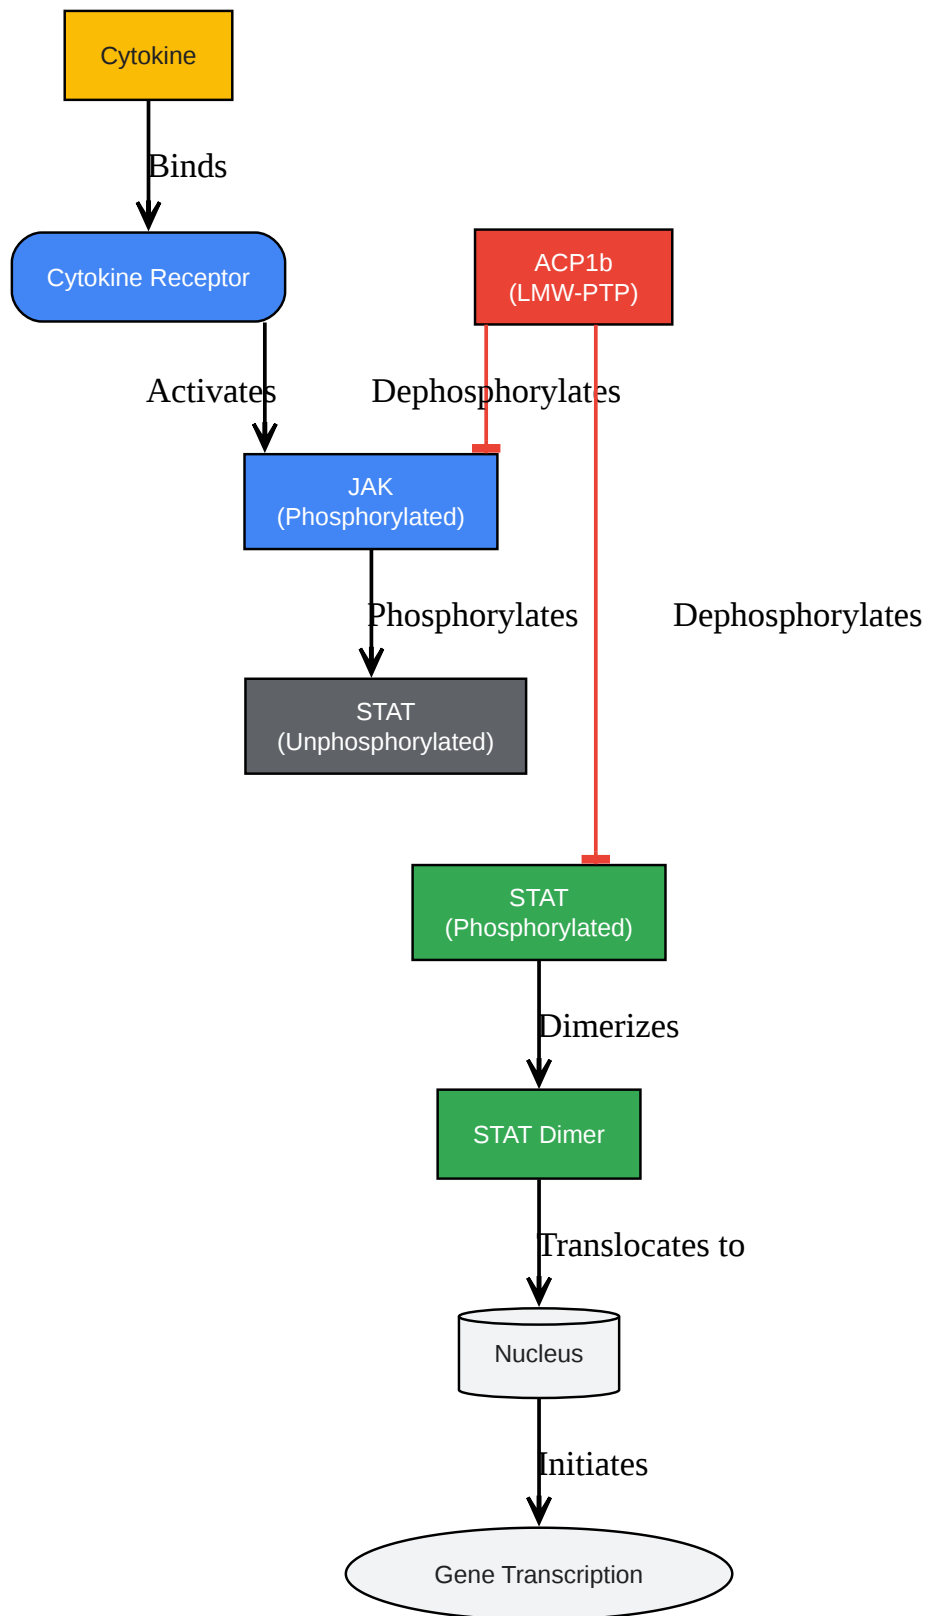 Cytokine
Binds
Cytokine Receptor
ACP1b
(LMW-PTP)
Activates
Dephosphorylates
JAK
(Phosphorylated)
Phosphorylates
Dephosphorylates
STAT
(Unphosphorylated)
STAT
(Phosphorylated)
Dimerizes
STAT Dimer
Translocates to
Nucleus
Initiates
Gene Transcription